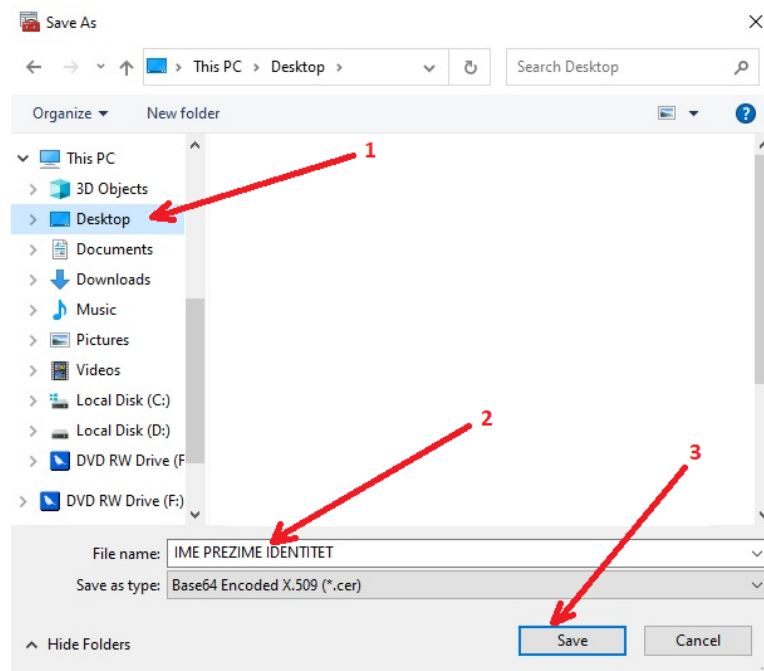 Save As
This PC > Desktop >
Search Desktop
Organize
New folder
1
This PC
3D Objects
Desktop
Documents
Downloads
Music
Pictures
Videos
Local Disk (C:)
Local Disk (D:)
DVD RW Drive (F
DVD RW Drive (F:)
2
3
File name: IME PREZIME IDENTITET
Save as type: Base64 Encoded X.509 (*.cer)
Hide Folders
Save
Cancel